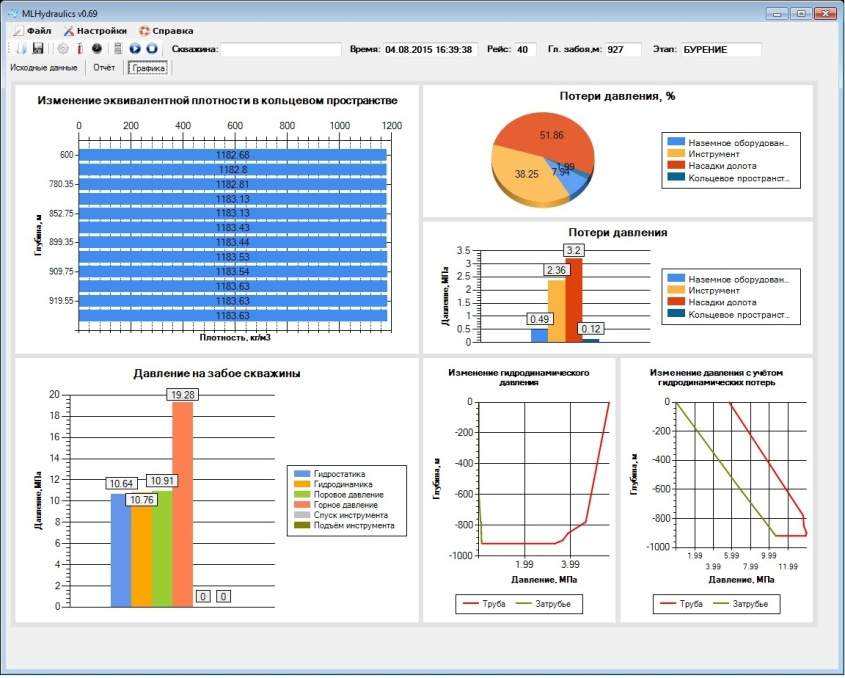 MLHydraulics v0.69
Файл Настройки Справка
Скважина: Время: 04.08.2015 16:39:38 Рейс: 40 Гл. забоя,м: 927 Этап: БУРЕНИЕ
Исходные данные Отчёт Графика
Изменение эквивалентной плотности в кольцевом пространстве
0 200 400 600 800 1000 1200
600
780.35
852.75
899.35
909.75
919.55
Глубина, м
1182.68
1182.8
1182.81
1183.13
1183.13
1183.43
1183.44
1183.53
1183.54
1183.63
1183.63
1183.63
Плотность, кг/м3
Потери давления, %
51.86
1.99
7.94
38.25
Наземное оборудован...
Инструмент
Насадки долота
Кольцевое пространст...
Потери давления
Давление, МПа
3.5
3
2.5
2
1.5
1
0.5
0
0.49
2.36
3.2
0.12
Наземное оборудован...
Инструмент
Насадки долота
Кольцевое пространст...
Давление на забое скважины
Давление, МПа
20
18
16
14
12
10
8
6
4
2
0
10.64
10.76
10.91
19.28
0
0
Гидростатика
Гидродинамика
Поровое давление
Горное давление
Спуск инструмента
Подъём инструмента
Изменение гидродинамического
давления
Глубина, м
0
-200
-400
-600
-800
-1000
1.99 3.99
Давление, МПа
Труба Затрубье
Изменение давления с учётом
гидродинамических потерь
Глубина, м
0
-200
-400
-600
-800
-1000
1.99 5.99 9.99
3.99 7.99 11.99
Давление, МПа
Труба Затрубье